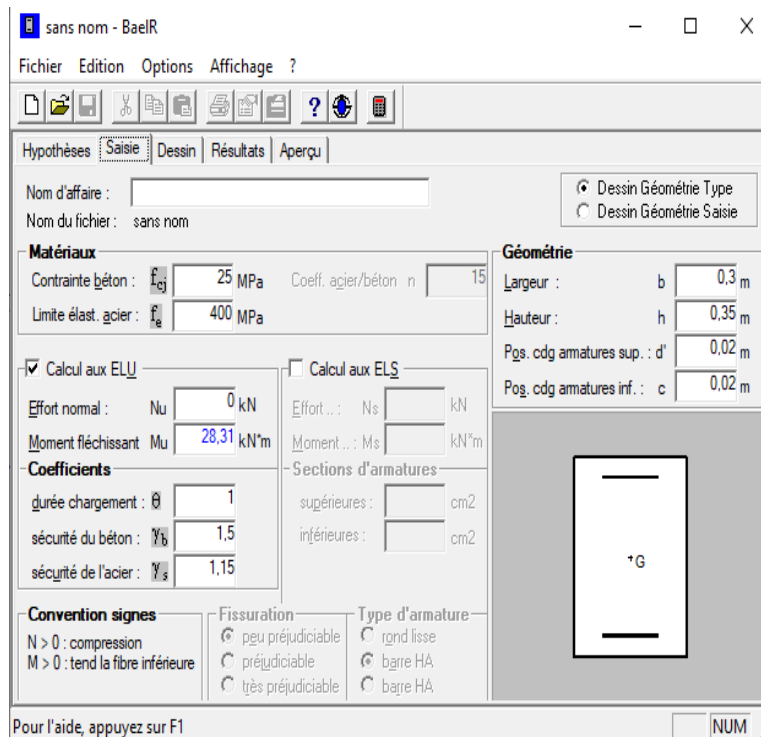 sans nom - BaelR
Fichier Edition Options Affichage ?
Hypothèses Saisie Dessin Résultats Aperçu
Nom d'affaire :
Nom du fichier : sans nom
Dessin Géométrie Type
Dessin Géométrie Saisie
Matériaux
Contrainte béton : fcj 25 MPa Coeff. acier/béton n 15
Limite élast. acier : fe 400 MPa
Géométrie
Largeur : b 0,3 m
Hauteur : h 0,35 m
Pos. cdg armatures sup. : d' 0,02 m
Pos. cdg armatures inf. : c 0,02 m
Calcul aux ELU
Effort normal : Nu 0 kN
Moment fléchissant Mu 28,31 kN*m
Coefficients
durée chargement : θ 1
sécurité du béton : γb 1,5
sécurité de l'acier : γs 1,15
Calcul aux ELS
Effort .. : Ns kN
Moment .. : Ms kN*m
Sections d'armatures
supérieures : cm2
inférieures : cm2
+G
Convention signes
N > 0 : compression
M > 0 : tend la fibre inférieure
Fissuration
peu préjudiciable
préjudiciable
très préjudiciable
Type d'armature
rond lisse
barre HA
barre HA
Pour l'aide, appuyez sur F1 NUM